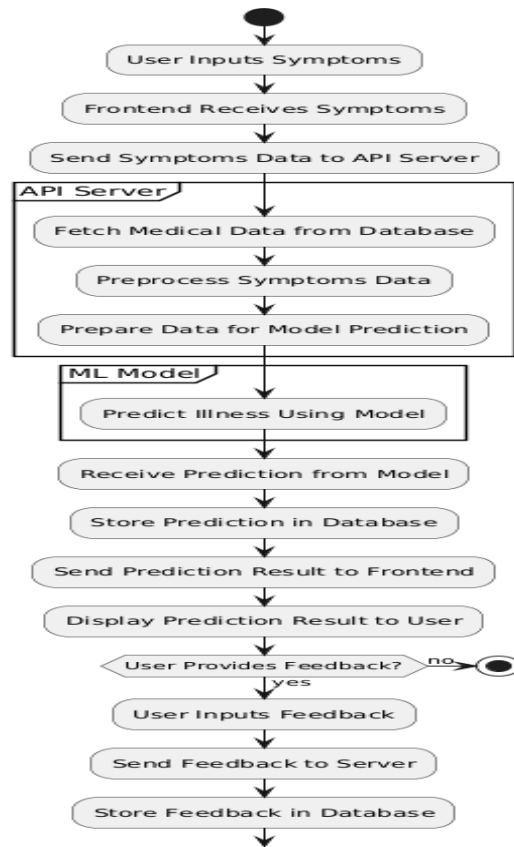 User Inputs Symptoms
Frontend Receives Symptoms
Send Symptoms Data to API Server
API Server
Fetch Medical Data from Database
Preprocess Symptoms Data
Prepare Data for Model Prediction
ML Model
Predict Illness Using Model
Receive Prediction from Model
Store Prediction in Database
Send Prediction Result to Frontend
Display Prediction Result to User
User Provides Feedback?
no
yes
User Inputs Feedback
Send Feedback to Server
Store Feedback in Database